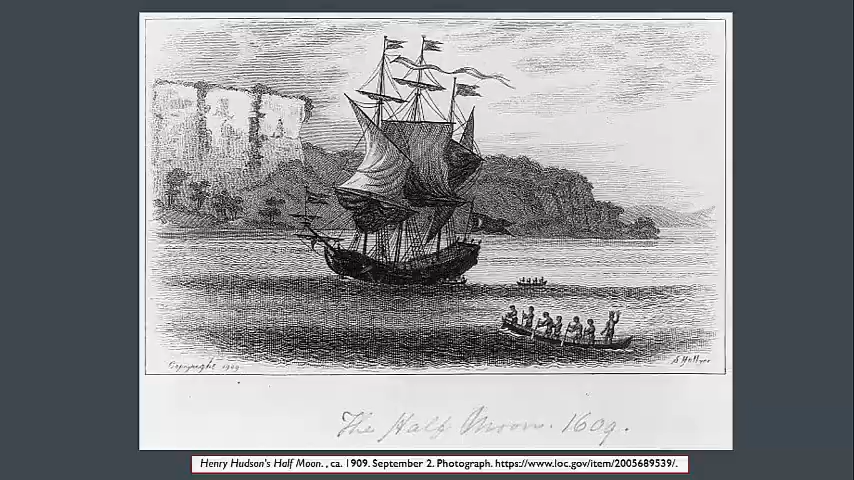 Copyright 1909
S. Hollyer
The Half Moon. 1609.
Henry Hudson's Half Moon. , ca. 1909. September 2. Photograph. https://www.loc.gov/item/2005689539/.